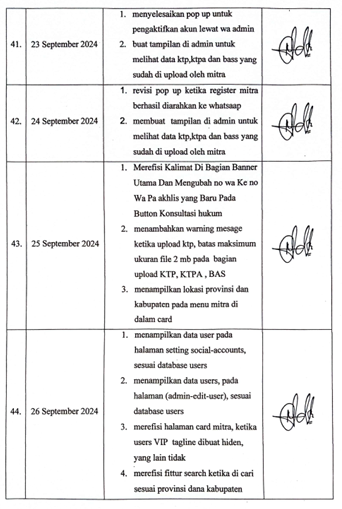 1. menyelesaikan pop up untuk
pengaktifkan akun lewat wa admin
41. 23 September 2024
2. buat tampilan di admin untuk
melihat data ktp,ktpa dan bass yang
sudah di upload oleh mitra
1. revisi pop up ketika register mitra
berhasil diarahkan ke whatsaap
42. 24 September 2024
2. membuat tampilan di admin untuk
melihat data ktp,ktpa dan bass yang
sudah di upload oleh mitra
1. Merefisi Kalimat Di Bagian Banner
Utama Dan Mengubah no wa Ke no
Wa Pa akhlis yang Baru Pada
Button Konsultasi hukum
43. 25 September 2024
2. menambahkan warning mesage
ketika upload ktp, batas maksimum
ukuran file 2 mb pada bagian
upload KTP, KTPA , BAS
3. menampilkan lokasi provinsi dan
kabupaten pada menu mitra di
dalam card
1. menampilkan data user pada
halaman setting social-accounts,
sesuai database users
44. 26 September 2024
2. menampilkan data users, pada
halaman (admin-edit-user), sesuai
database users
3. merefisi halaman card mitra, ketika
users VIP tagline dibuat hiden,
yang lain tidak
4. merefisi fittur search ketika di cari
sesuai provinsi dana kabupaten